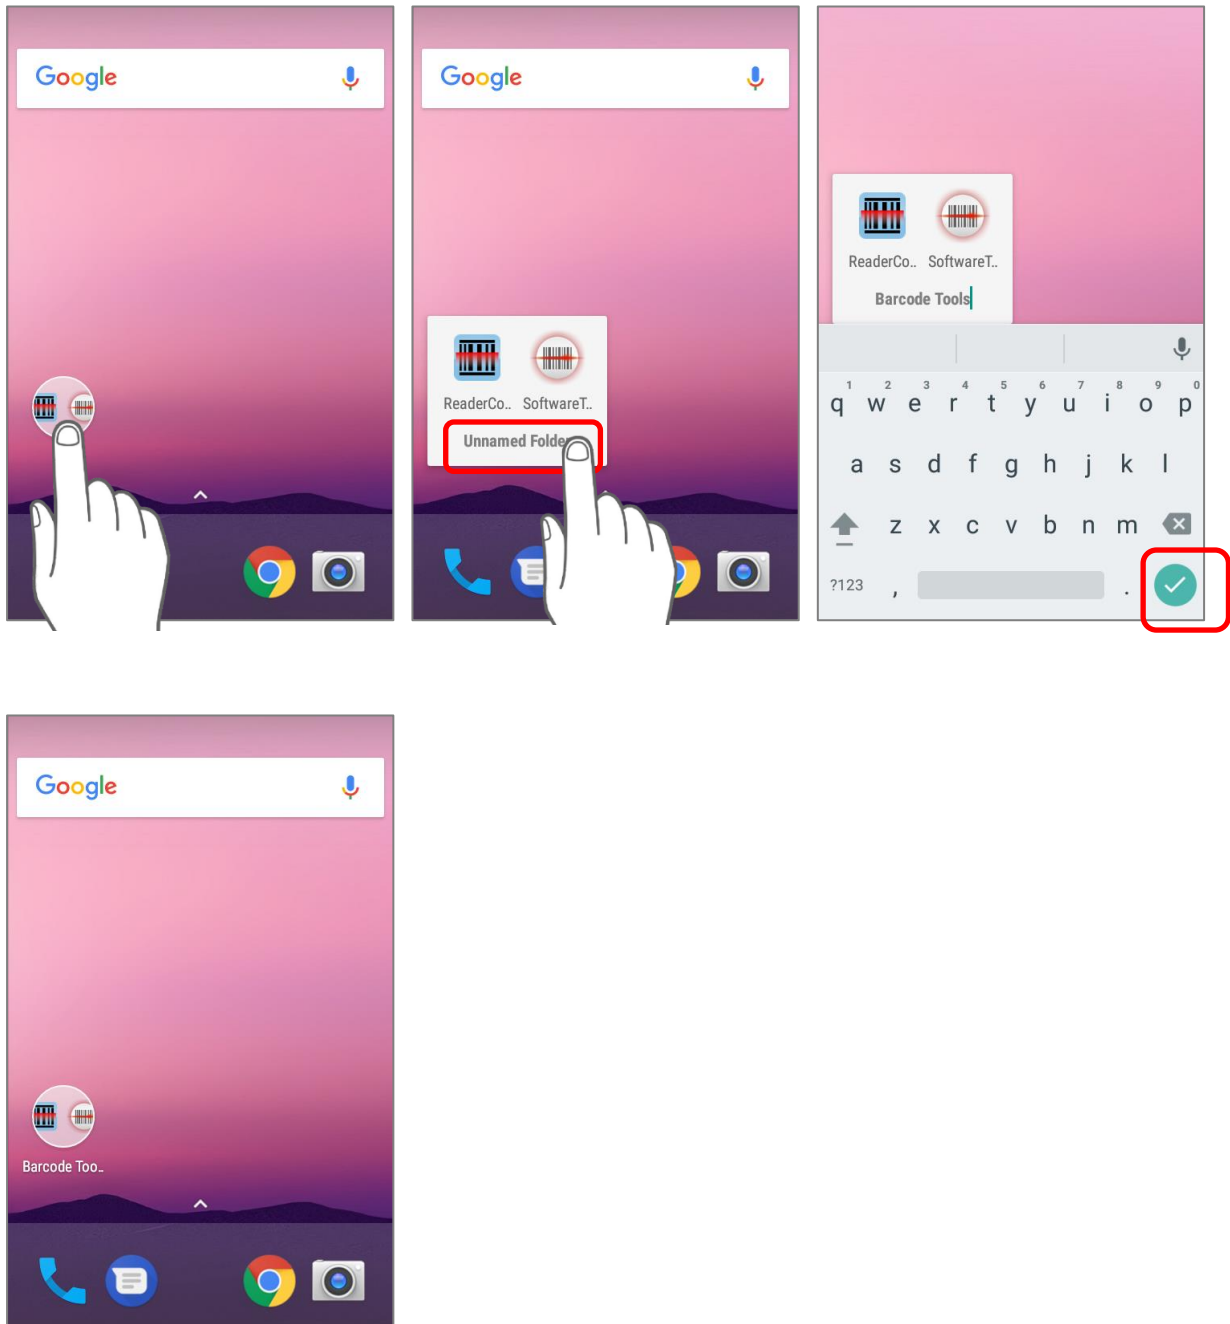 Google
Google
ReaderCo.. SoftwareT..
Unnamed Folde
ReaderCo.. SoftwareT..
Barcode Tools
1 2 3 4 5 6 7 8 9 0
q w e r t y u i o p
a s d f g h j k l
z x c v b n m
?123 , .
Google
Barcode Too..